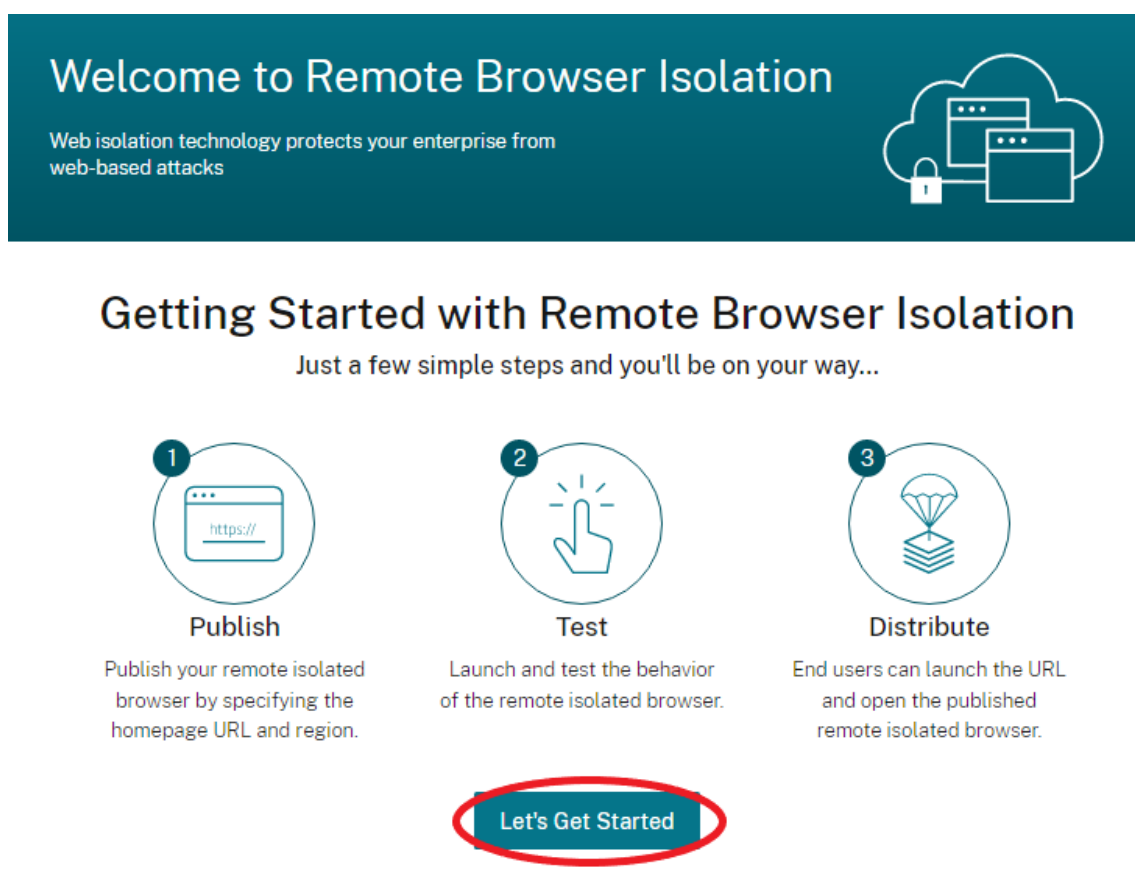 Welcome to Remote Browser Isolation
Web isolation technology protects your enterprise from
web-based attacks
Getting Started with Remote Browser Isolation
Just a few simple steps and you'll be on your way...
1
https://
Publish
Publish your remote isolated
browser by specifying the
homepage URL and region.
2
Test
Launch and test the behavior
of the remote isolated browser.
3
Distribute
End users can launch the URL
and open the published
remote isolated browser.
Let's Get Started